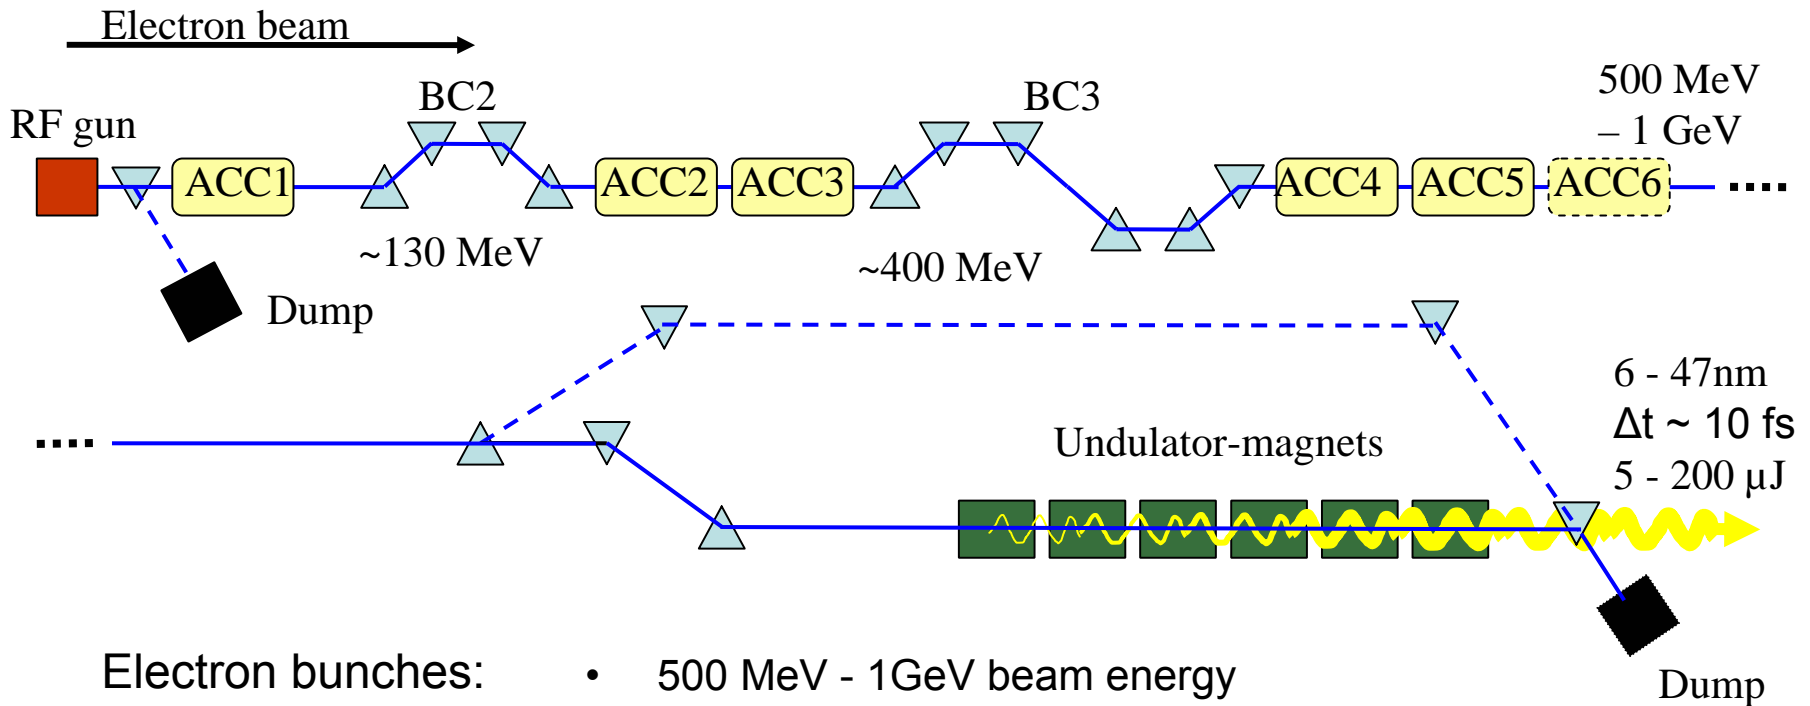 Electron beam
BC2
BC3
500 MeV
– 1 GeV
RF gun
ACC1
ACC2
ACC3
ACC4
ACC5
ACC6
~130 MeV
~400 MeV
Dump
6 - 47nm
Δt ~ 10 fs
5 - 200 µJ
Undulator-magnets
Dump
Electron bunches: • 500 MeV - 1GeV beam energy